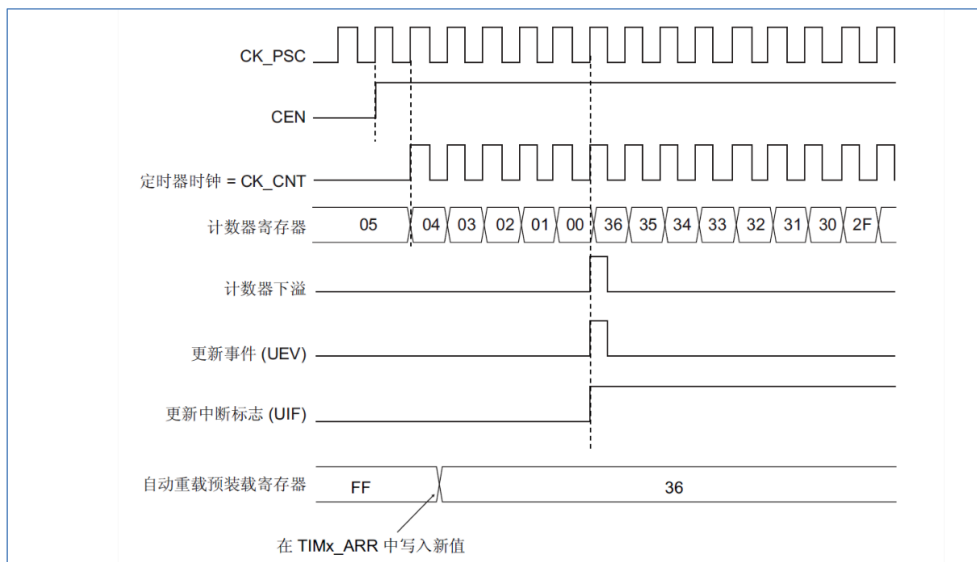 CK_PSC
CEN
定时器时钟 = CK_CNT
计数器寄存器 05 04 03 02 01 00 36 35 34 33 32 31 30 2F
计数器下溢
更新事件 (UEV)
更新中断标志 (UIF)
自动重载预装载寄存器 FF 36
在 TIMx_ARR 中写入新值